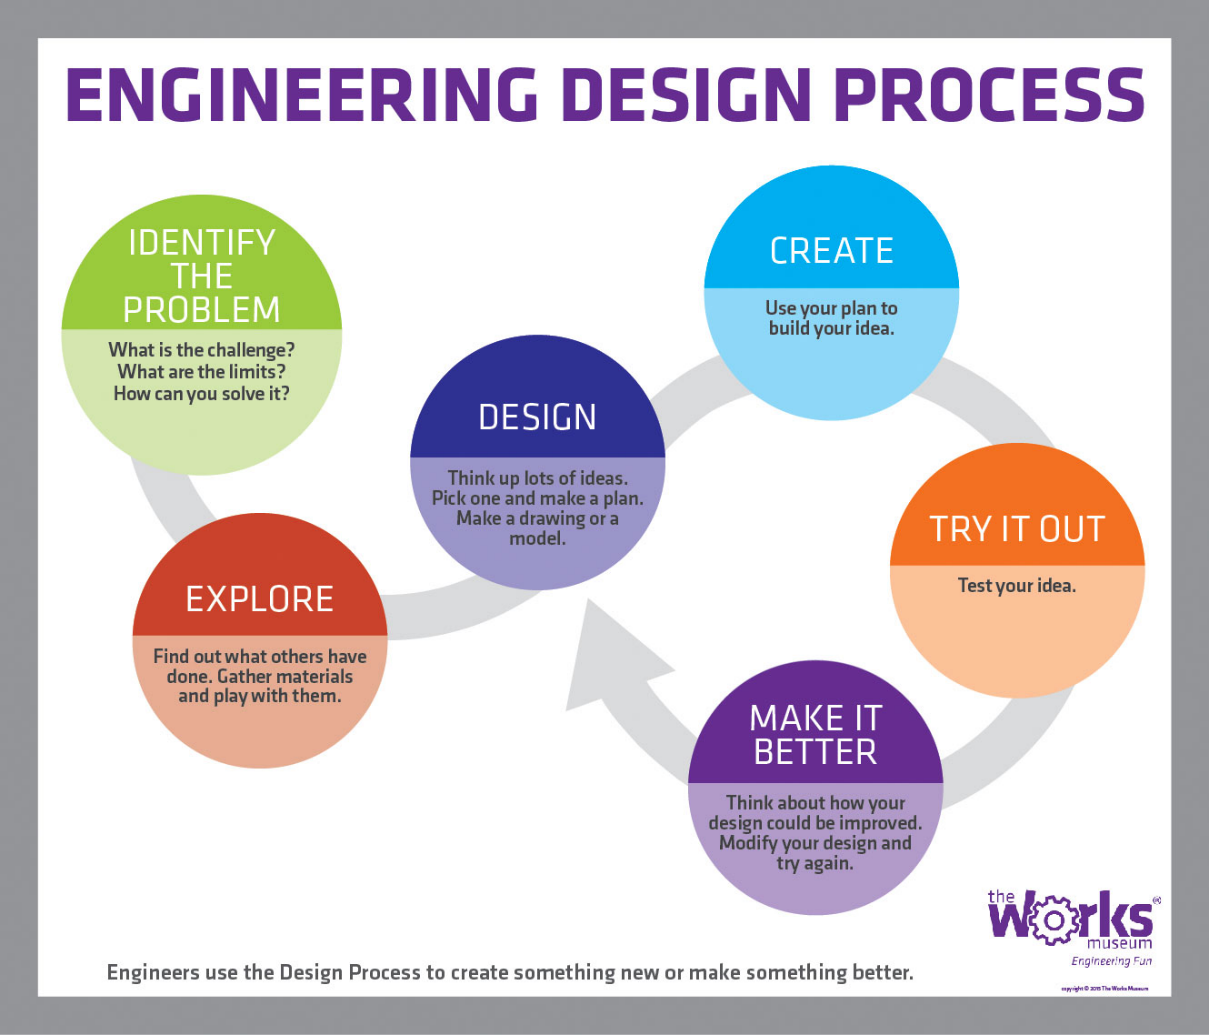 ENGINEERING DESIGN PROCESS
IDENTIFY
THE
PROBLEM
What is the challenge?
What are the limits?
How can you solve it?
EXPLORE
Find out what others have
done. Gather materials
and play with them.
DESIGN
Think up lots of ideas.
Pick one and make a plan.
Make a drawing or a
model.
CREATE
Use your plan to
build your idea.
TRY IT OUT
Test your idea.
MAKE IT
BETTER
Think about how your
design could be improved.
Modify your design and
try again.
the
Works®
museum
Engineering Fun
copyright © 2015 The Works Museum
Engineers use the Design Process to create something new or make something better.